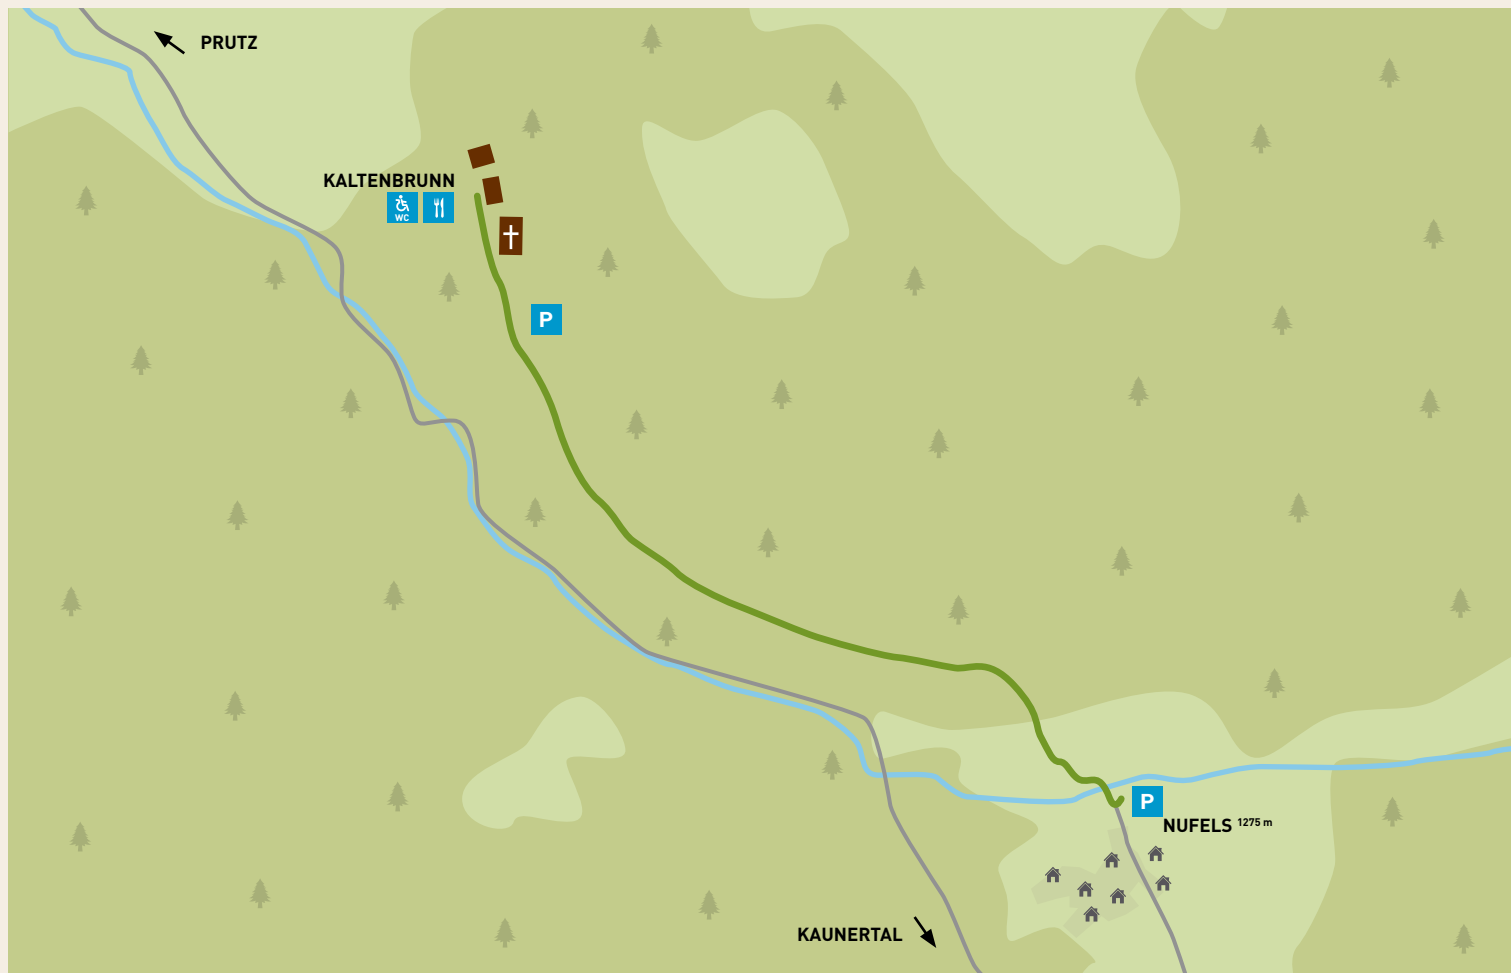 PRUTZ
KALTENBRUNN
WC
P
P
NUFELS 1275 m
KAUNERTAL